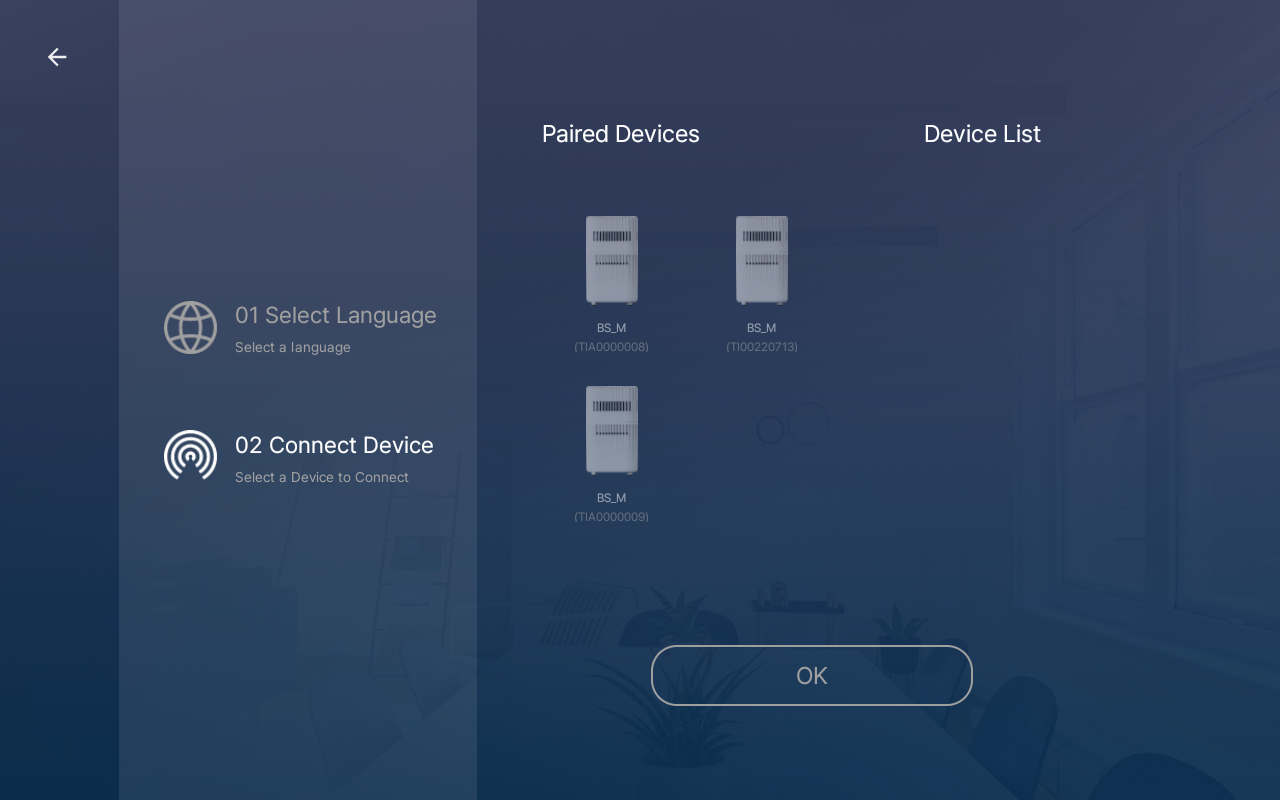 01 Select Language
Select a language
02 Connect Device
Select a Device to Connect
Paired Devices
Device List
BS_M
(TIA0000008)
BS_M
(TI00220713)
BS_M
(TIA0000009)
OK